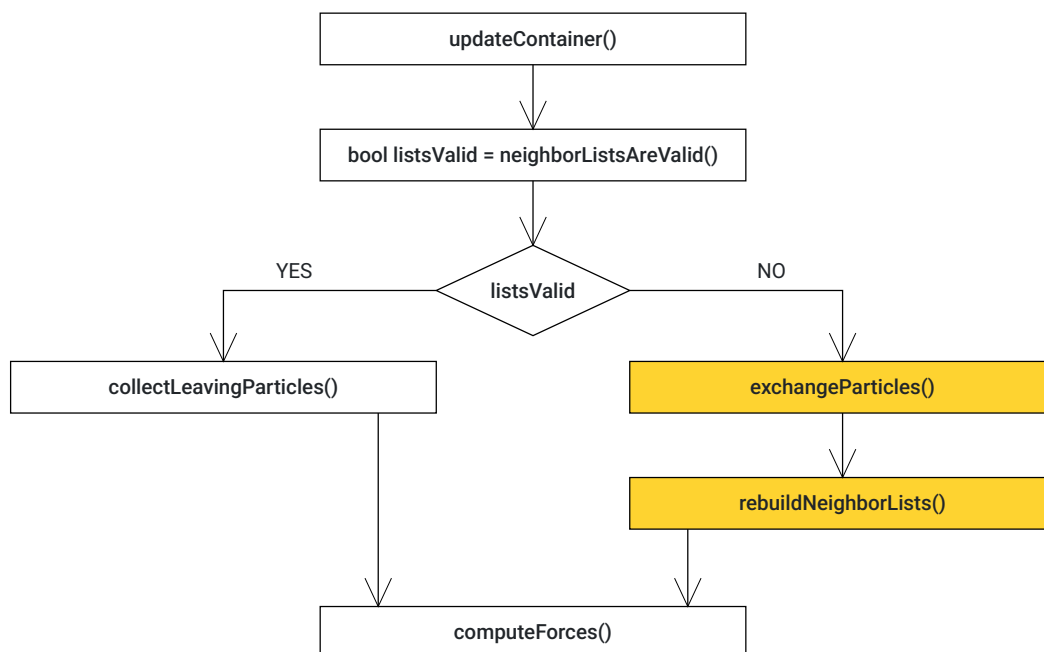 updateContainer()
bool listsValid = neighborListsAreValid()
YES
NO
listsValid
collectLeavingParticles()
exchangeParticles()
rebuildNeighborLists()
computeForces()